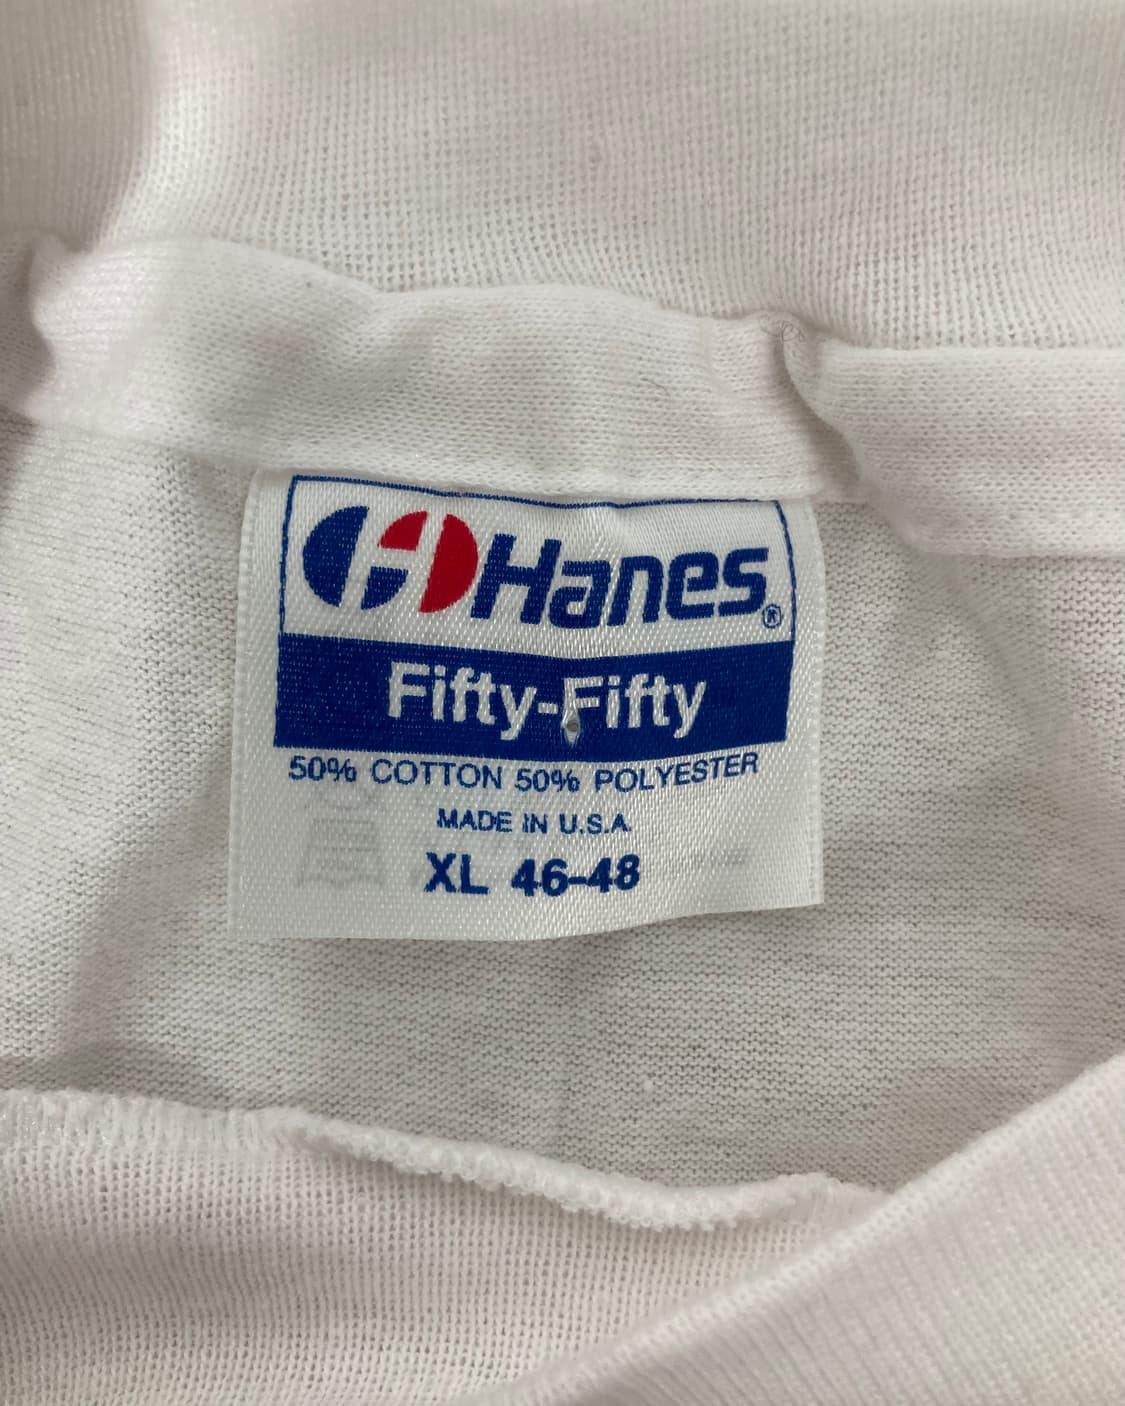 Hanes®
Fifty-Fifty
50% COTTON 50% POLYESTER
MADE IN U.S.A.
XL 46-48